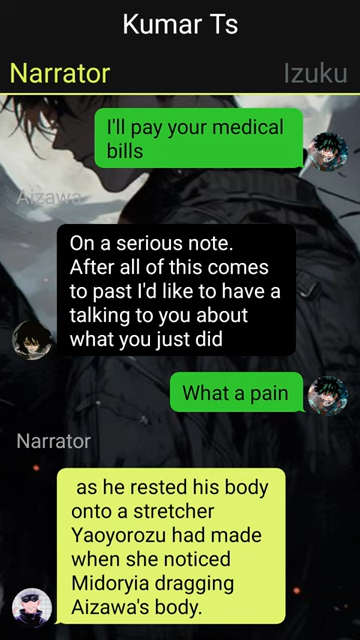 Kumar Ts
Narrator
Izuku
I'll pay your medical
bills
Aizawa
On a serious note.
After all of this comes
to past I'd like to have a
talking to you about
what you just did
What a pain
Narrator
as he rested his body
onto a stretcher
Yaoyorozu had made
when she noticed
Midoryia dragging
Aizawa's body.